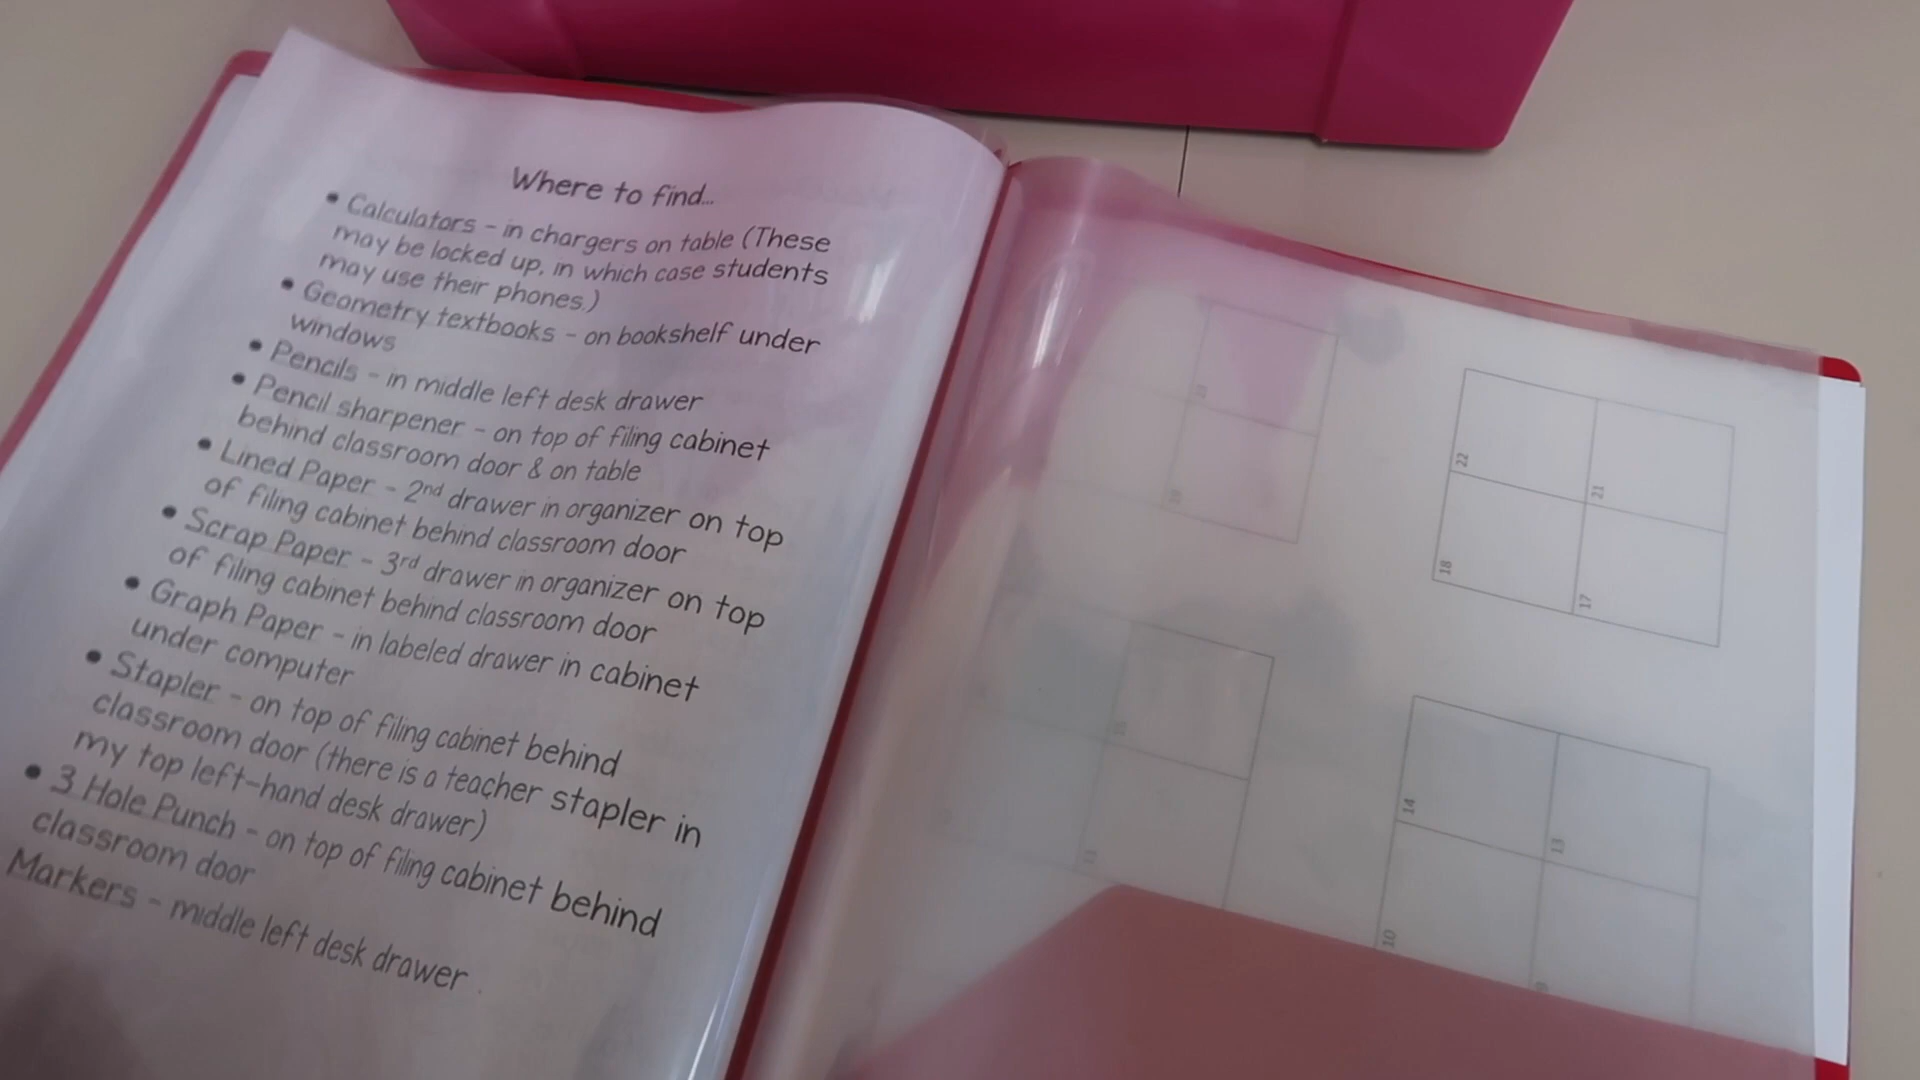 Where to find...
• Calculators - in chargers on table (These
may be locked up, in which case students
may use their phones.)
• Geometry textbooks - on bookshelf under
windows
• Pencils - in middle left desk drawer
• Pencil sharpener - on top of filing cabinet
behind classroom door & on table
• Lined Paper - 2nd drawer in organizer on top
of filing cabinet behind classroom door
• Scrap Paper - 3rd drawer in organizer on top
of filing cabinet behind classroom door
• Graph Paper - in labeled drawer in cabinet
under computer
• Stapler - on top of filing cabinet behind
classroom door (there is a teacher stapler in
my top left-hand desk drawer)
• 3 Hole Punch - on top of filing cabinet behind
classroom door
Markers - middle left desk drawer
22
21
18
17
14
13
10